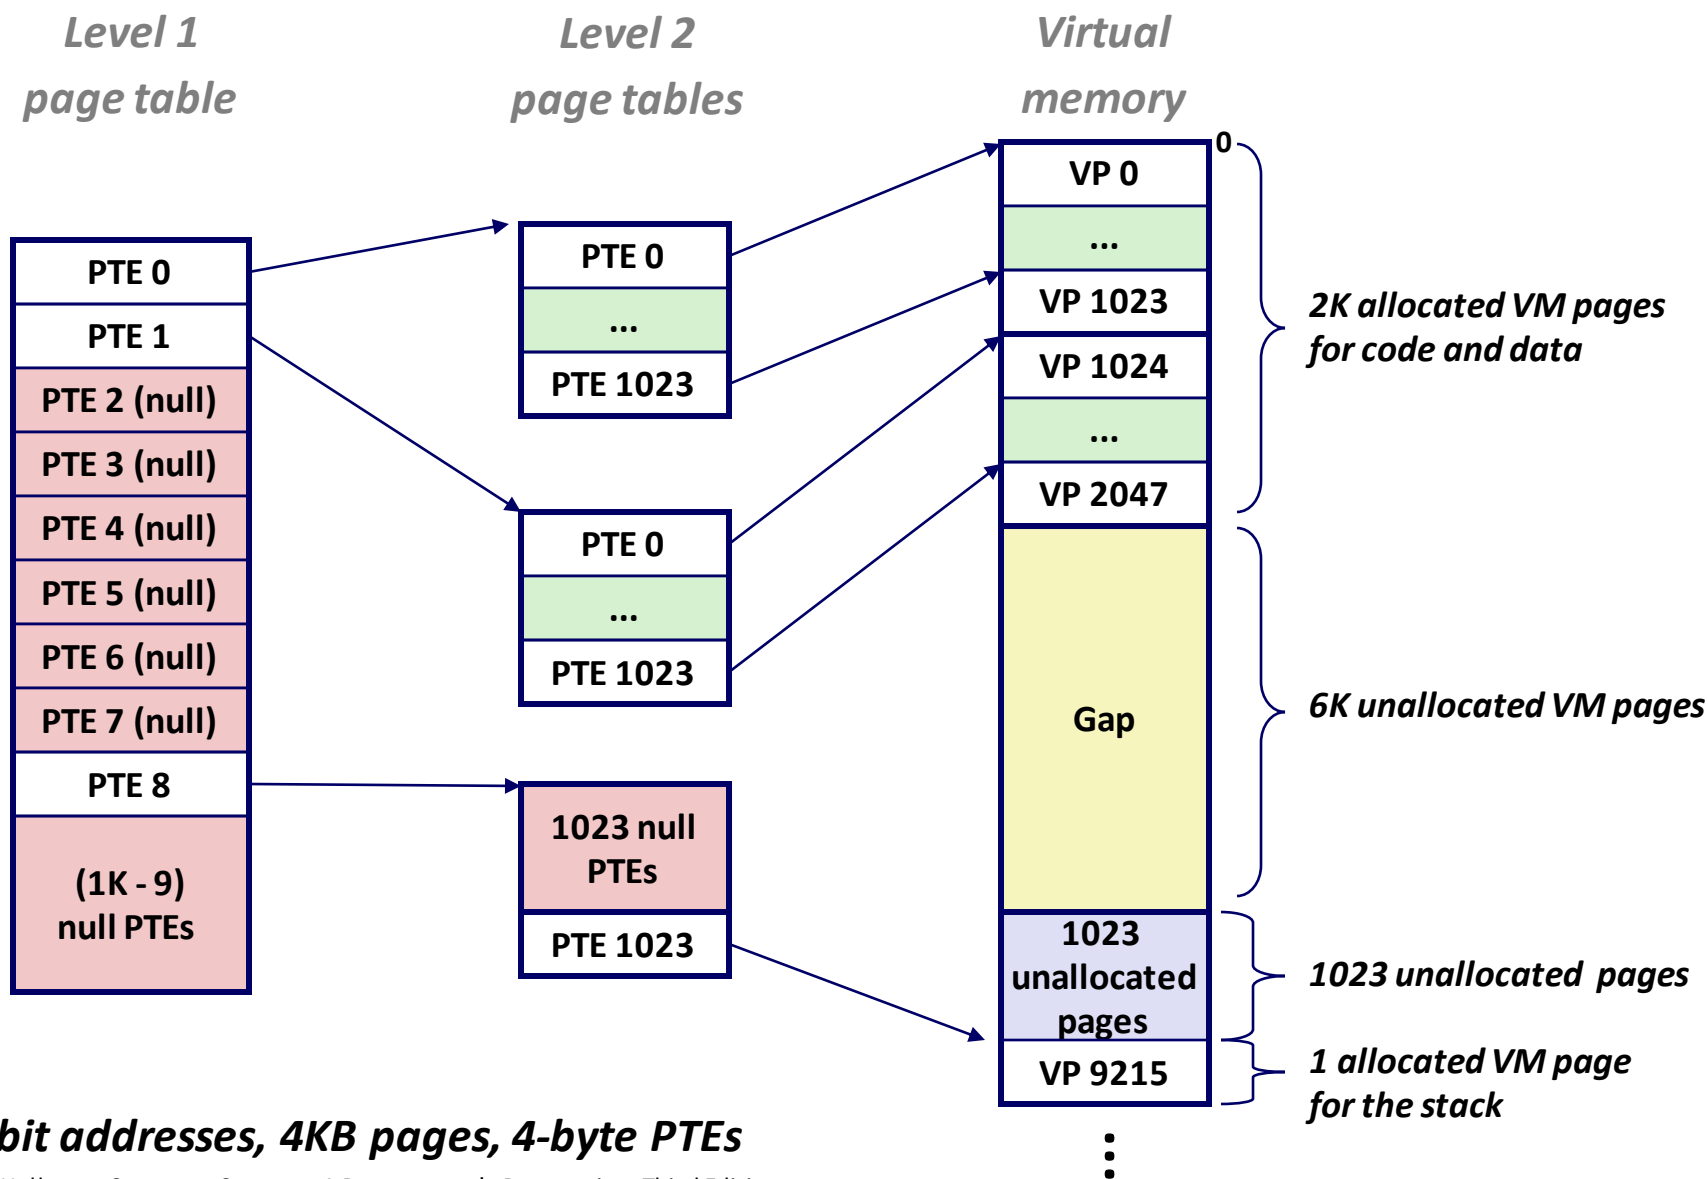 Level 1
page table
Level 2
page tables
Virtual
memory
PTE 0
PTE 1
PTE 2 (null)
PTE 3 (null)
PTE 4 (null)
PTE 5 (null)
PTE 6 (null)
PTE 7 (null)
PTE 8
(1K - 9)
null PTEs
PTE 0
...
PTE 1023
PTE 0
...
PTE 1023
1023 null
PTEs
PTE 1023
0
VP 0
...
VP 1023
VP 1024
...
VP 2047
Gap
1023
unallocated
pages
VP 9215
2K allocated VM pages
for code and data
6K unallocated VM pages
1023 unallocated pages
1 allocated VM page
for the stack
bit addresses, 4KB pages, 4-byte PTEs